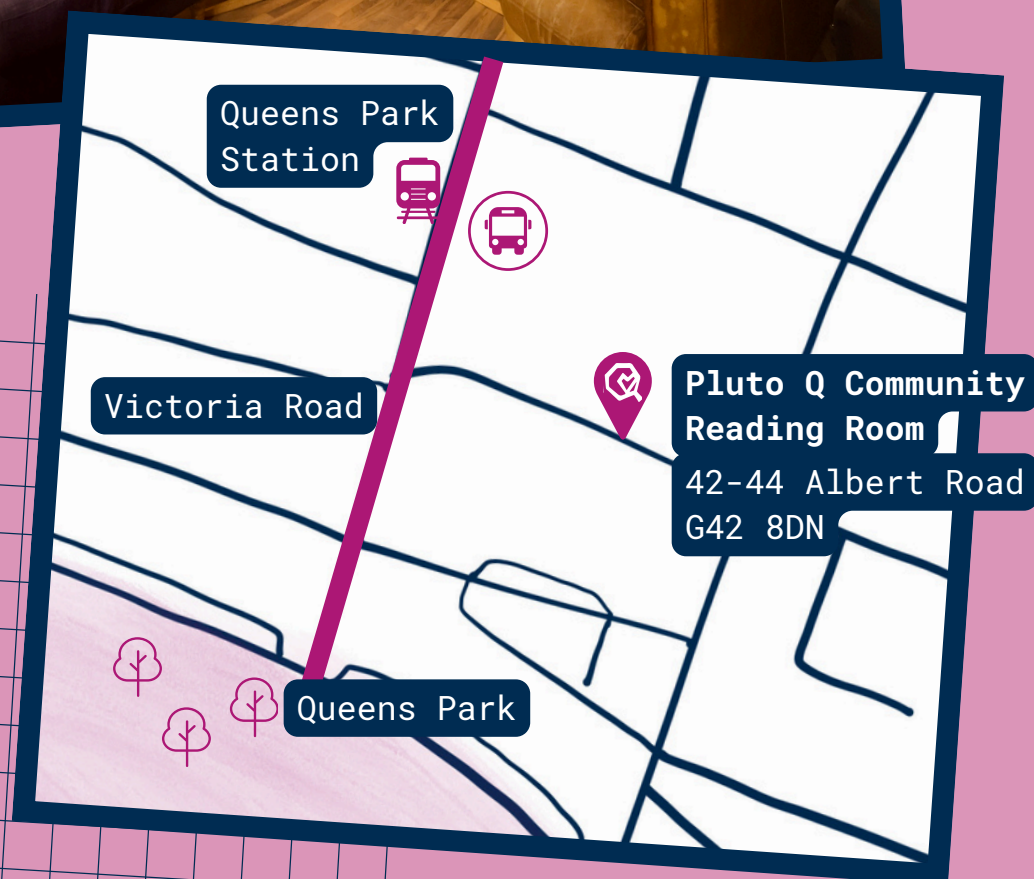 Queens Park
Station
Victoria Road
Pluto Q Community
Reading Room
42-44 Albert Road
G42 8DN
Queens Park